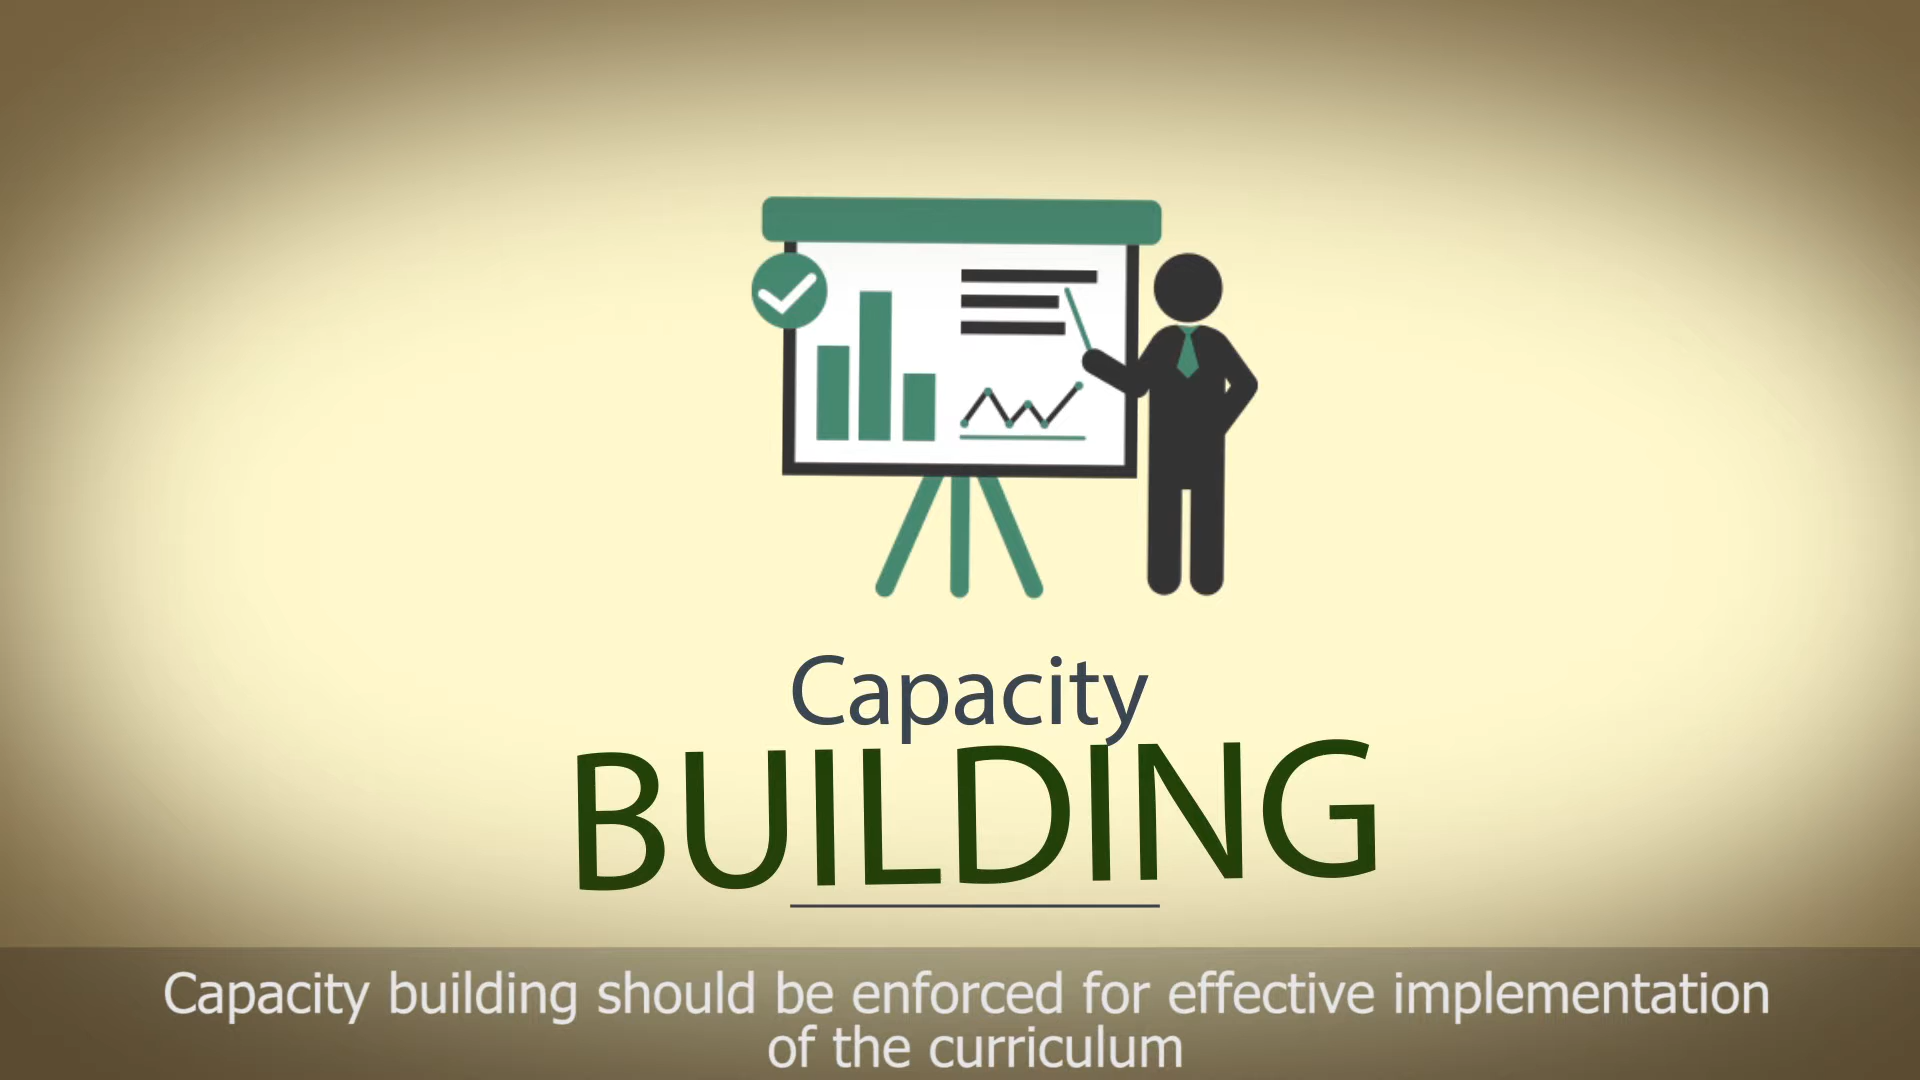 Capacity
BUILDING
Capacity building should be enforced for effective implementation
of the curriculum